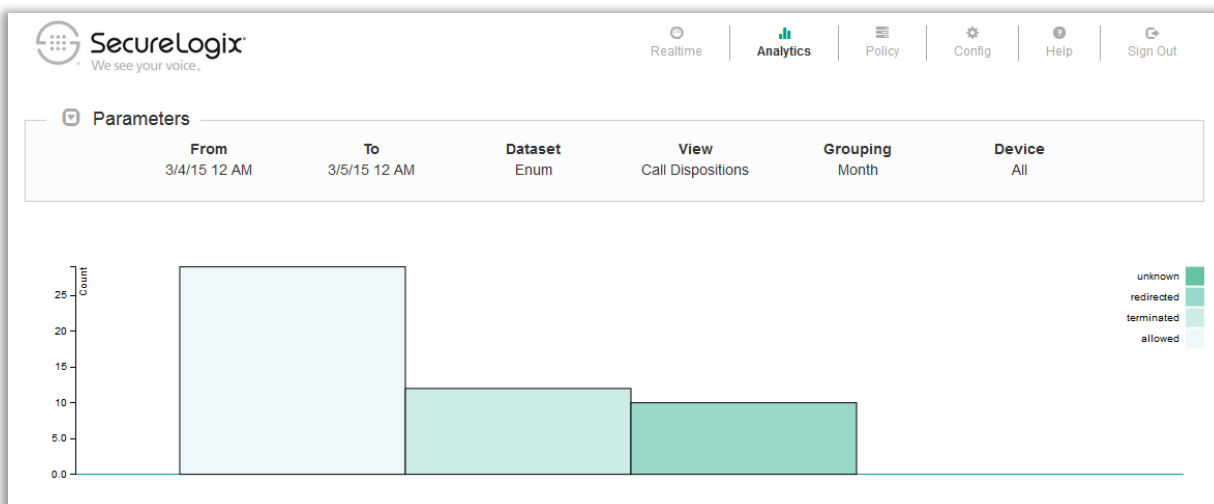 SecureLogix
We see your voice.
Realtime
Analytics
Policy
Config
Help
Sign Out
Parameters
From To Dataset View Grouping Device
3/4/15 12 AM 3/5/15 12 AM Enum Call Dispositions Month All
Count
25
20
15
10
5.0
0.0
unknown
redirected
terminated
allowed